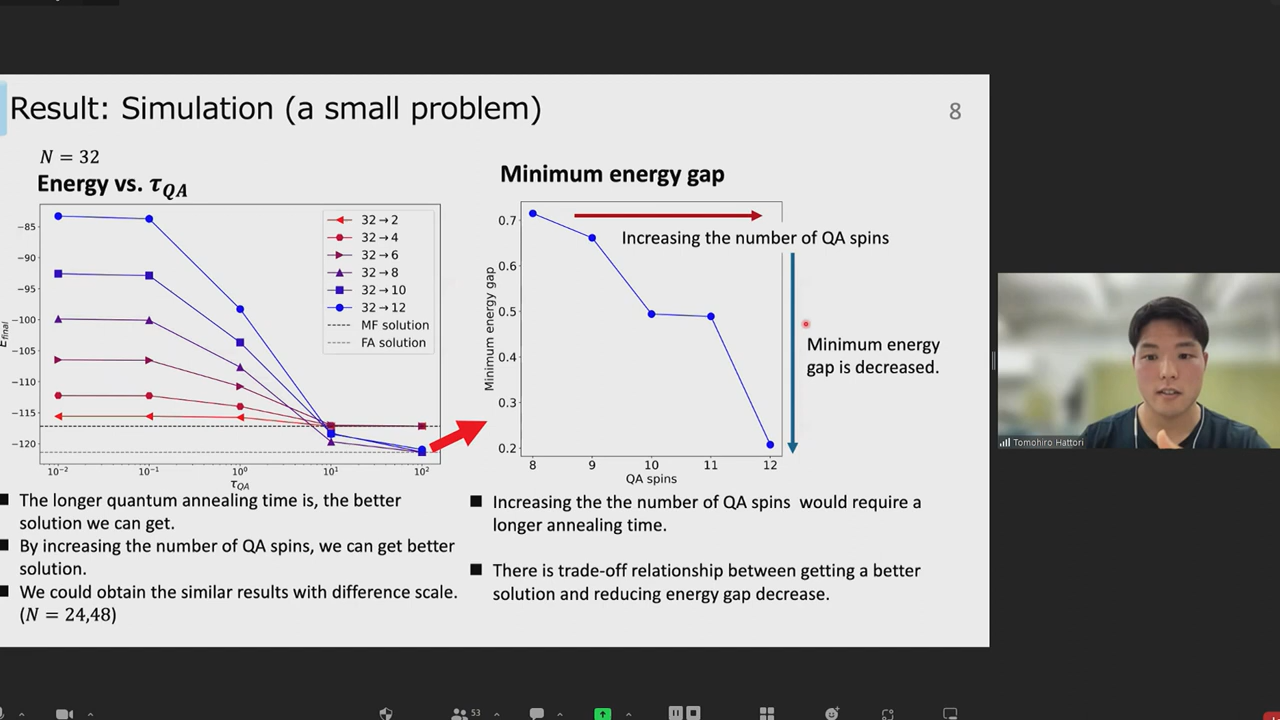 Result: Simulation (a small problem)
8
N = 32
Energy vs. τ_QA
−85
−90
−95
−100
−105
−110
−115
−120
E_final
10⁻²
10⁻¹
10⁰
10¹
10²
τ_QA
32→2
32→4
32→6
32→8
32→10
32→12
MF solution
FA solution
Minimum energy gap
0.7
0.6
0.5
0.4
0.3
0.2
Minimum energy gap
8
9
10
11
12
QA spins
Increasing the number of QA spins
Minimum energy
gap is decreased.
■ The longer quantum annealing time is, the better
solution we can get.
■ By increasing the number of QA spins, we can get better
solution.
■ We could obtain the similar results with difference scale.
(N = 24,48)
■ Increasing the the number of QA spins would require a
longer annealing time.
■ There is trade-off relationship between getting a better
solution and reducing energy gap decrease.
Tomohiro Hattori
53